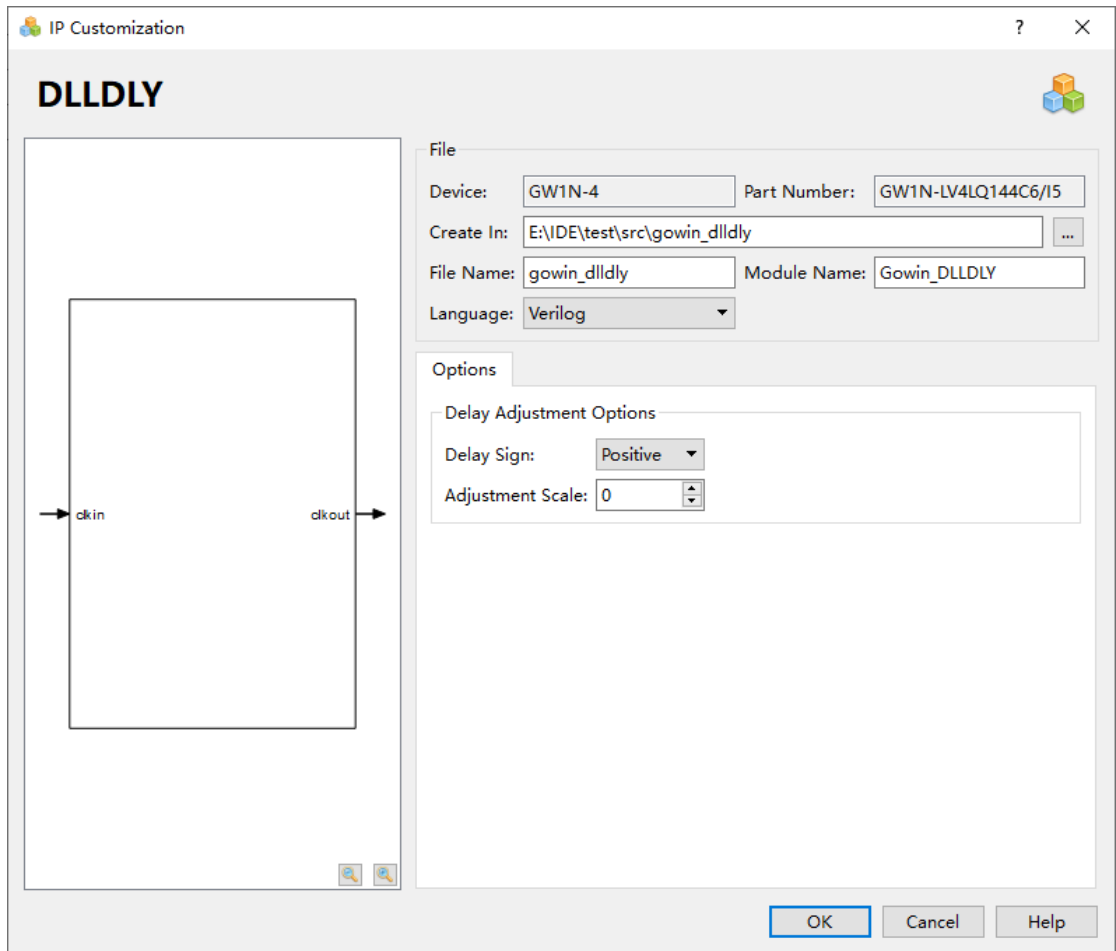 IP Customization
?
DLLDLY
File
Device: GW1N-4 Part Number: GW1N-LV4LQ144C6/I5
Create In: E:\IDE\test\src\gowin_dlldly ...
File Name: gowin_dlldly Module Name: Gowin_DLLDLY
Language: Verilog
Options
Delay Adjustment Options
Delay Sign: Positive
Adjustment Scale: 0
clkin clkout
OK Cancel Help